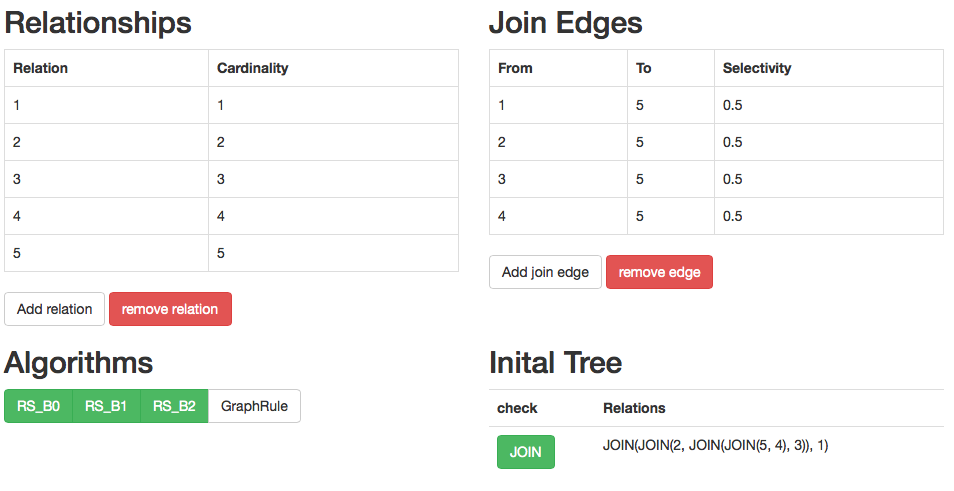 Relationships
Relation Cardinality
1 1
2 2
3 3
4 4
5 5
Add relation remove relation
Join Edges
From To Selectivity
1 5 0.5
2 5 0.5
3 5 0.5
4 5 0.5
Add join edge remove edge
Algorithms
RS_B0 RS_B1 RS_B2 GraphRule
Inital Tree
check Relations
JOIN JOIN(JOIN(2, JOIN(JOIN(5, 4), 3)), 1)